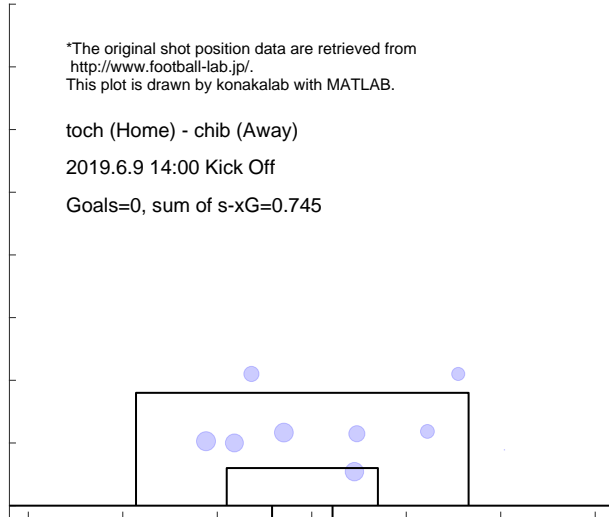 *The original shot position data are retrieved from
http://www.football-lab.jp/.
This plot is drawn by konakalab with MATLAB.
toch (Home) - chib (Away)
2019.6.9 14:00 Kick Off
Goals=0, sum of s-xG=0.745